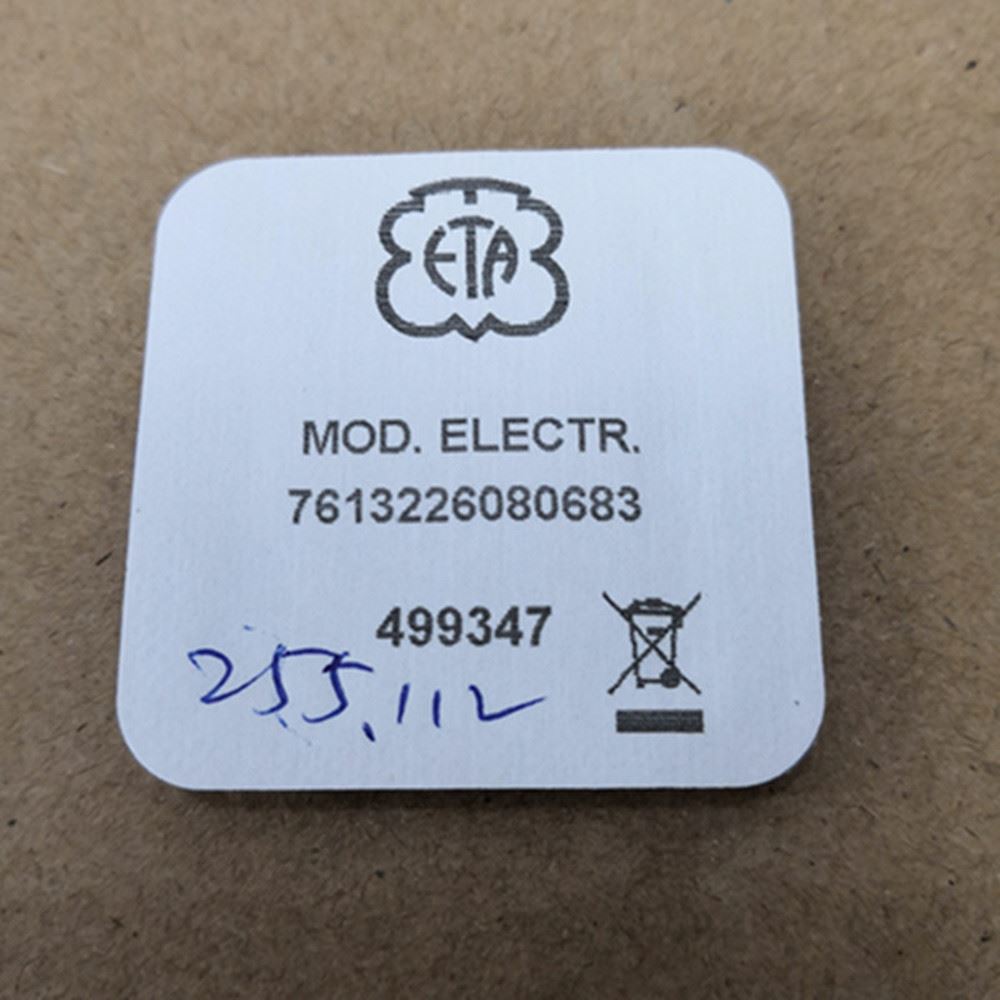 ETA
MOD. ELECTR.
7613226080683
499347
255.112